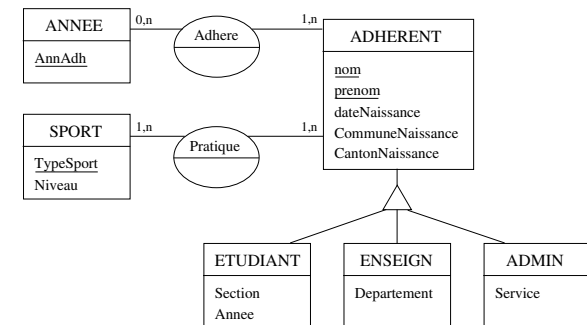 ANNEE
AnnAdh
0,n
Adhere
1,n
ADHERENT
nom
prenom
dateNaissance
CommuneNaissance
CantonNaissance
SPORT
TypeSport
Niveau
1,n
Pratique
1,n
ETUDIANT
Section
Annee
ENSEIGN
Departement
ADMIN
Service